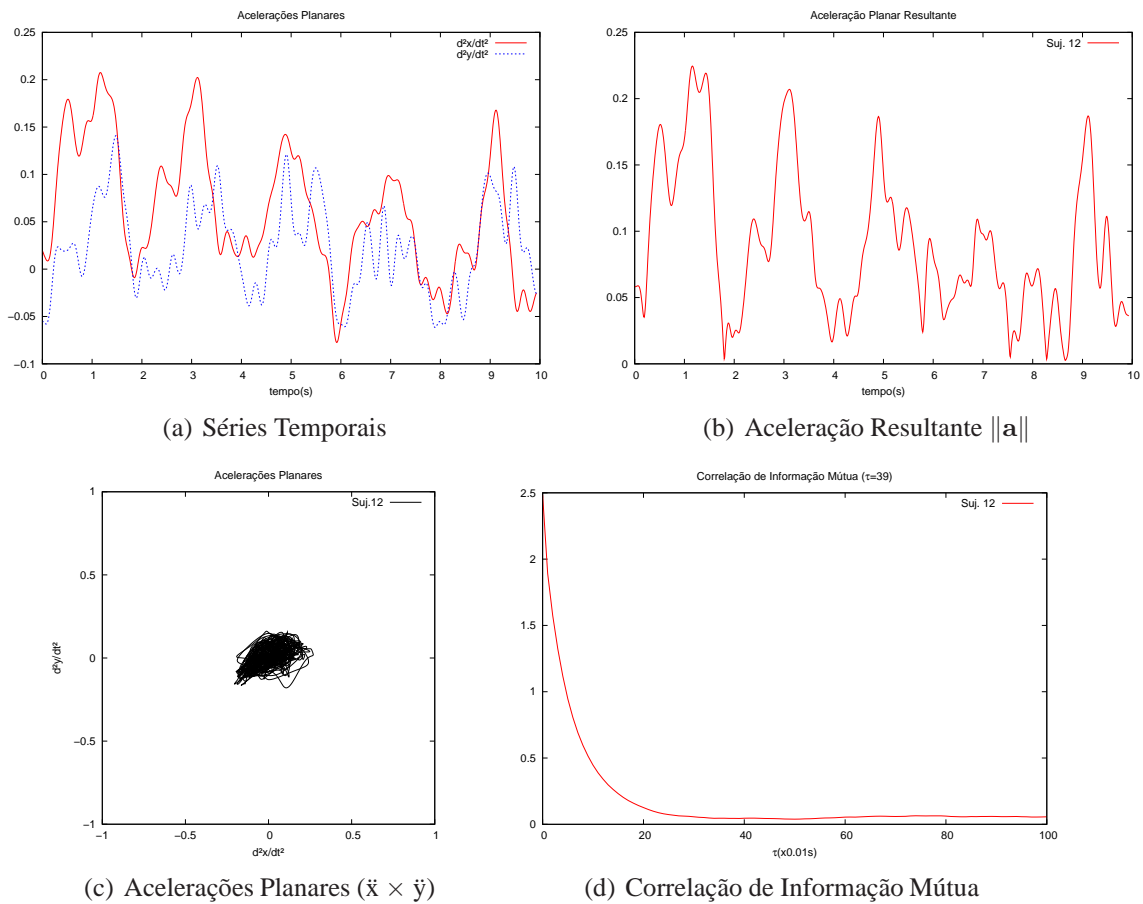 Acelerações Planares
0.25
0.2
0.15
0.1
0.05
0
−0.05
−0.1
d²x/dt²
d²y/dt²
0 1 2 3 4 5 6 7 8 9 10
tempo(s)
(a) Séries Temporais
Aceleração Planar Resultante
0.25
0.2
0.15
0.1
0.05
0
Suj. 12
0 1 2 3 4 5 6 7 8 9 10
tempo(s)
(b) Aceleração Resultante ‖a‖
Acelerações Planares
1
0.5
0
−0.5
−1
d²y/dt²
Suj.12
−1 −0.5 0 0.5 1
d²x/dt²
(c) Acelerações Planares (ẍ × ÿ)
Correlação de Informação Mútua (τ=39)
2.5
2
1.5
1
0.5
0
Suj. 12
0 20 40 60 80 100
τ(x0.01s)
(d) Correlação de Informação Mútua